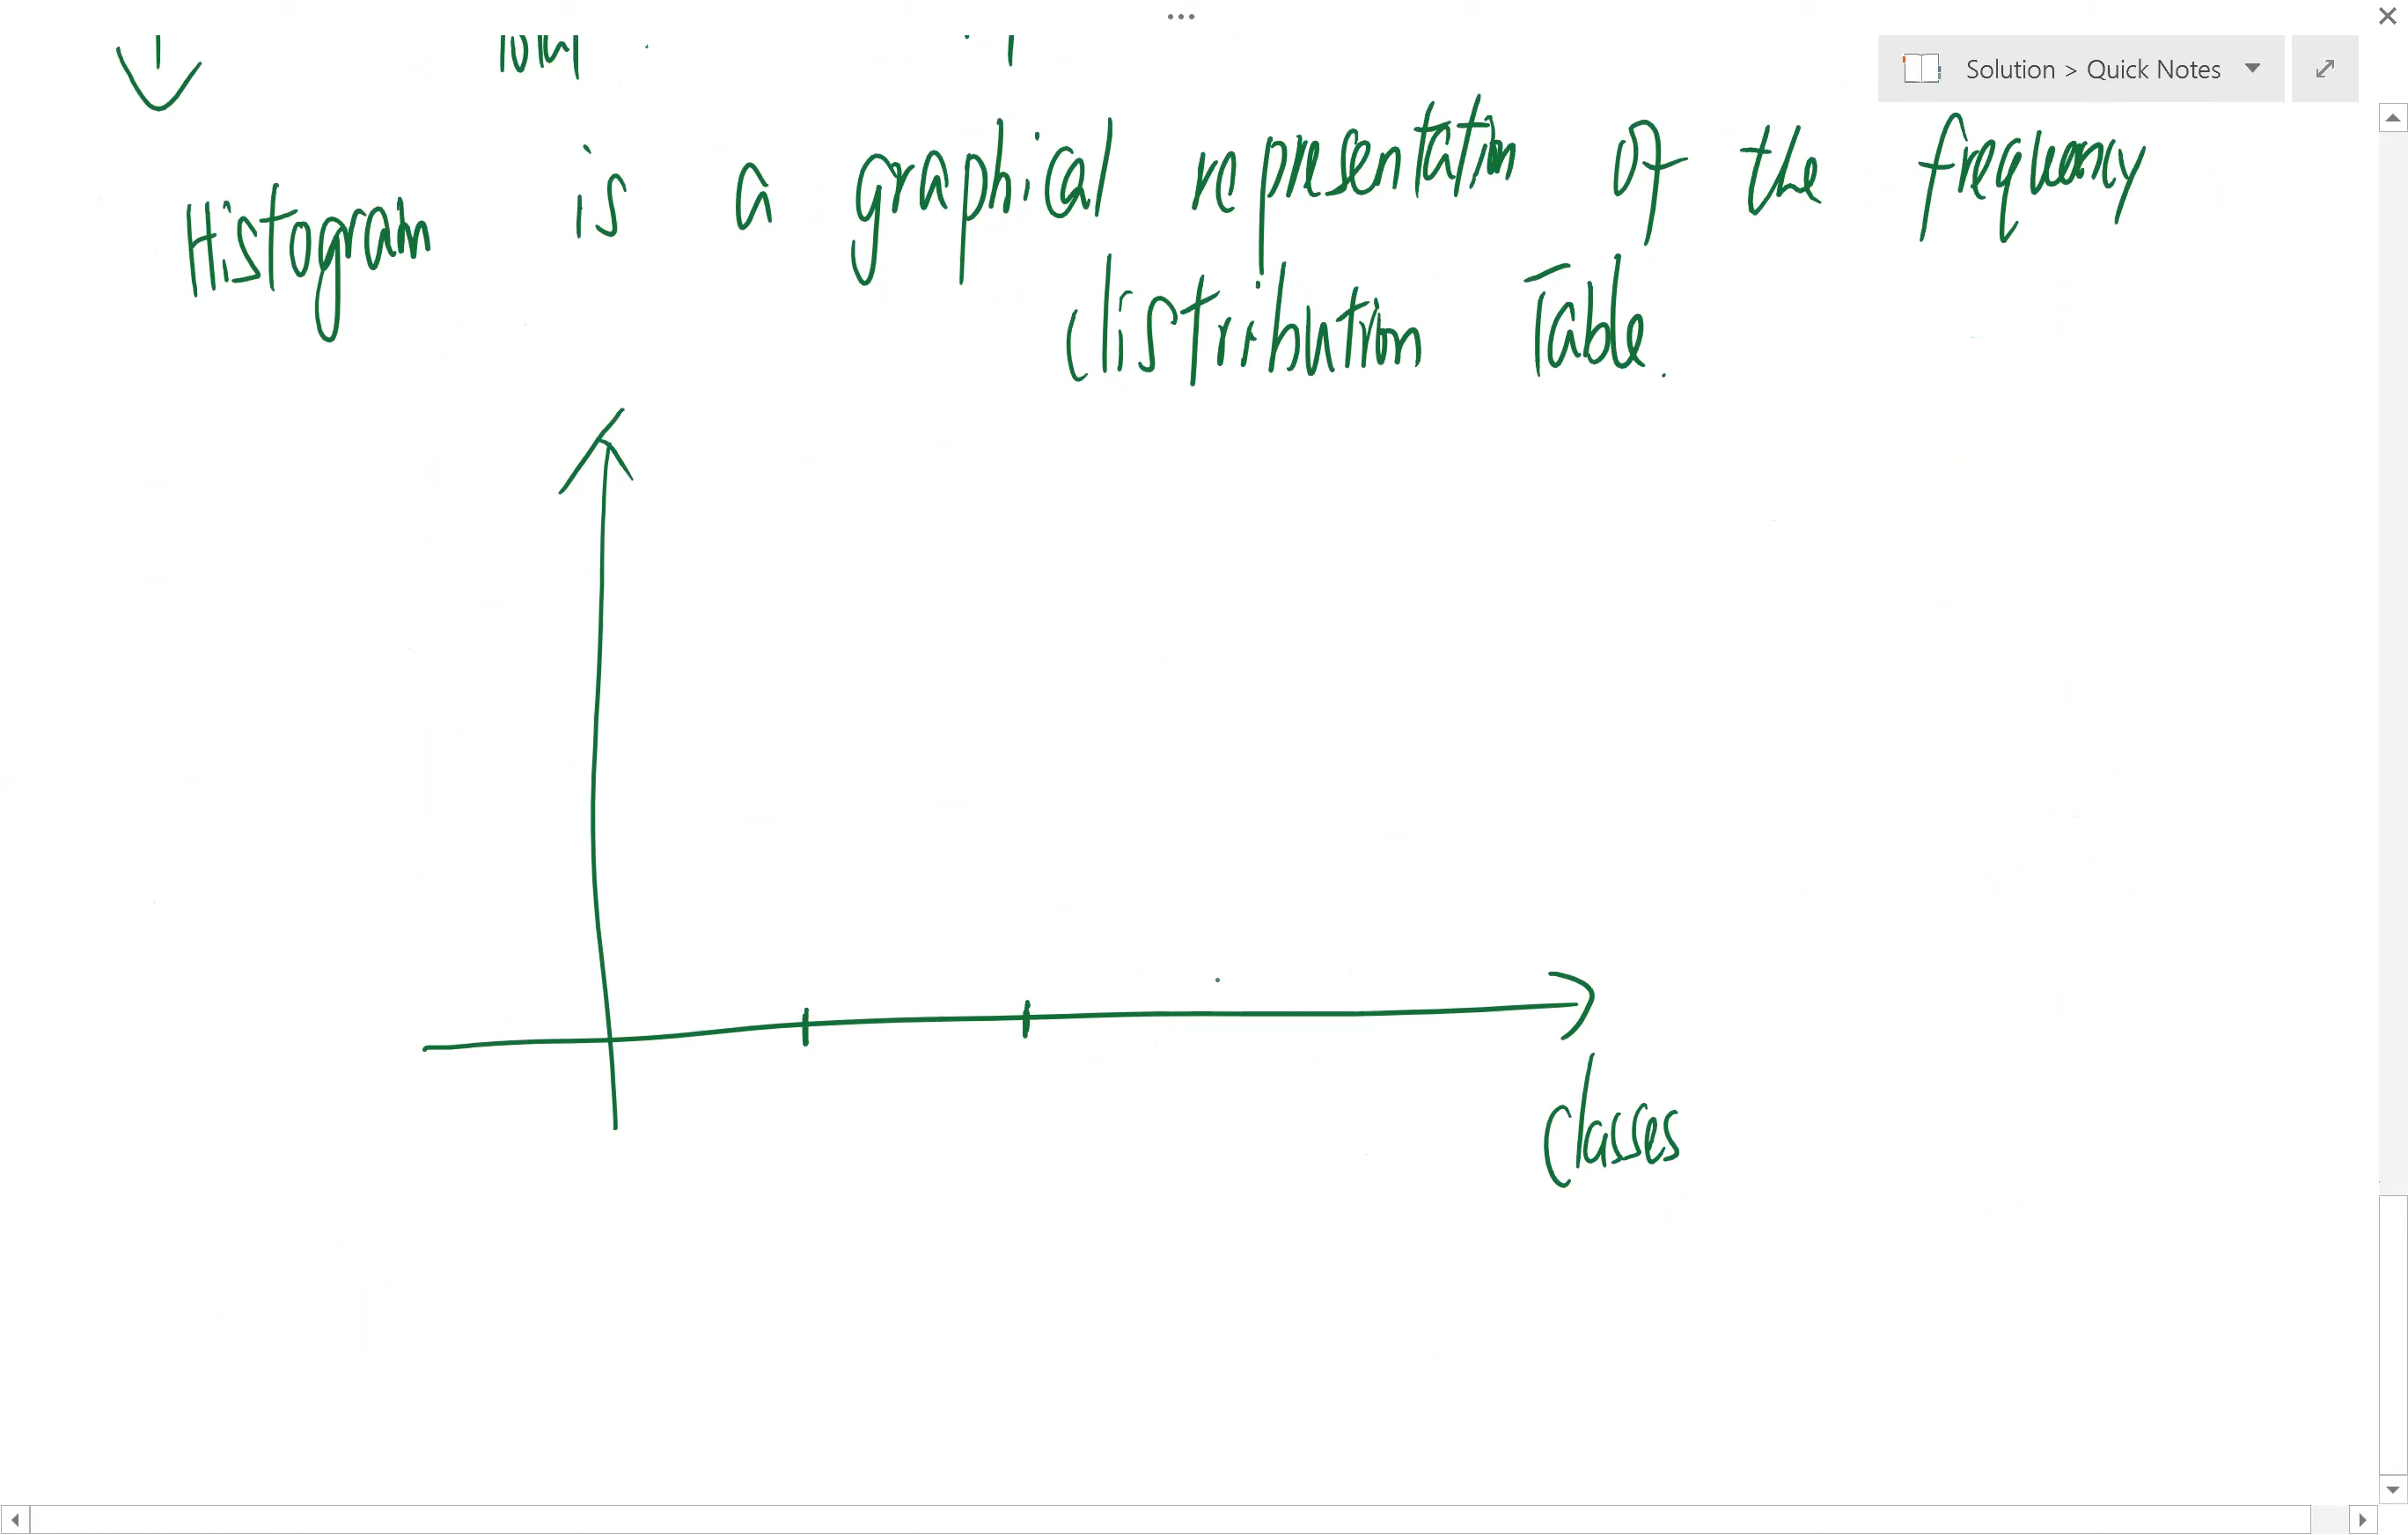 Solution > Quick Notes
Histogram is a graphical representation of the frequency
distribution Table.
Classes